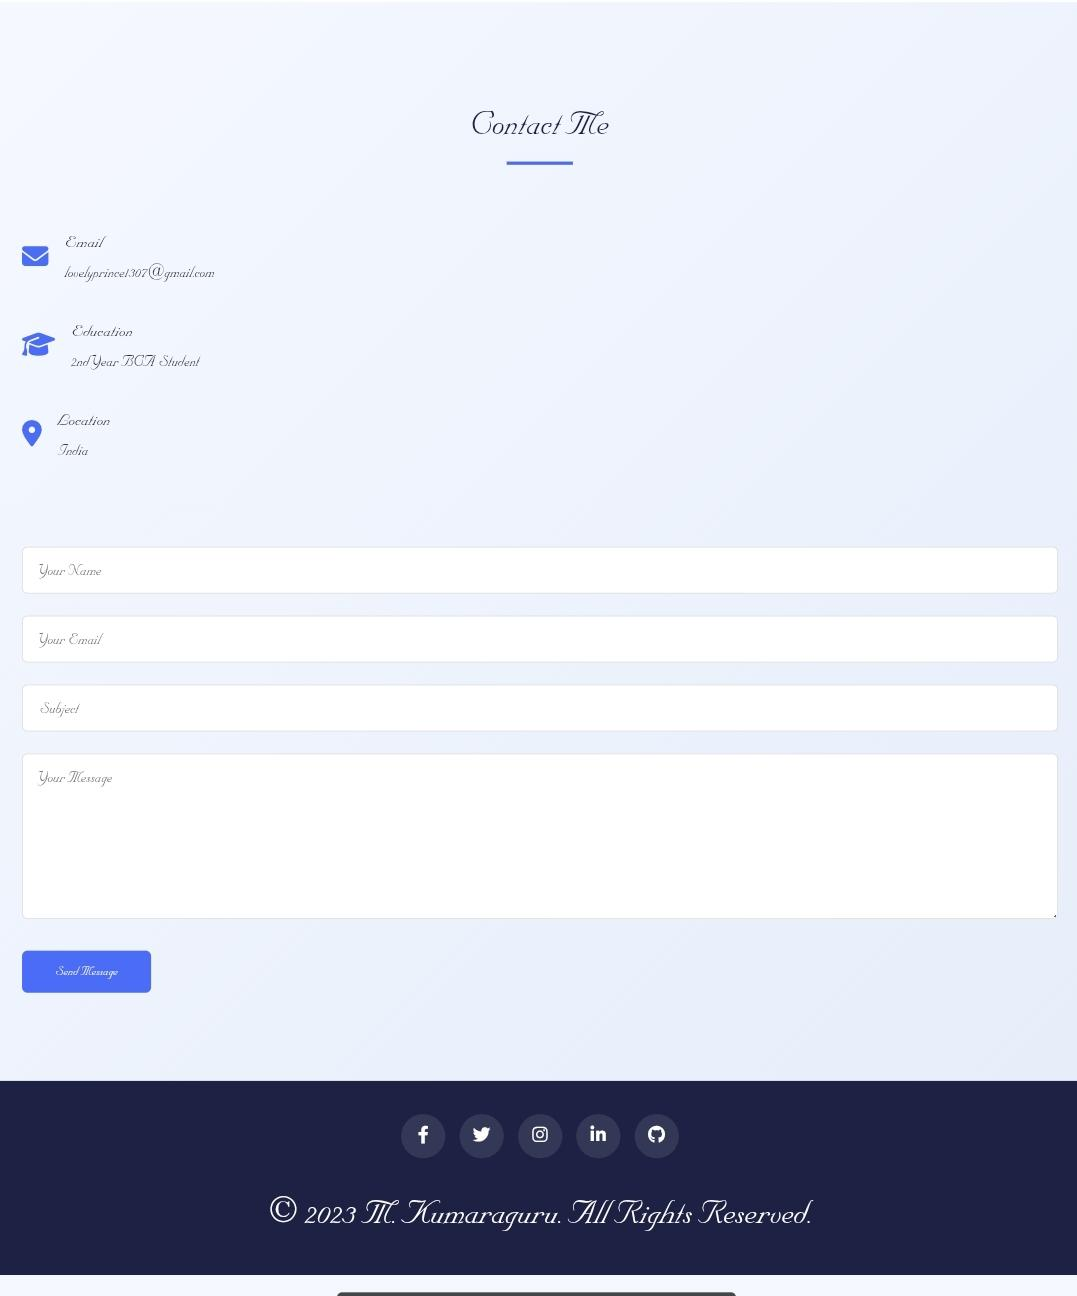 Contact Me
Email
lovelyprince1307@gmail.com
Education
2nd Year BCA Student
Location
India
Your Name
Your Email
Subject
Your Message
Send Message
© 2023 M. Kumaraguru. All Rights Reserved.